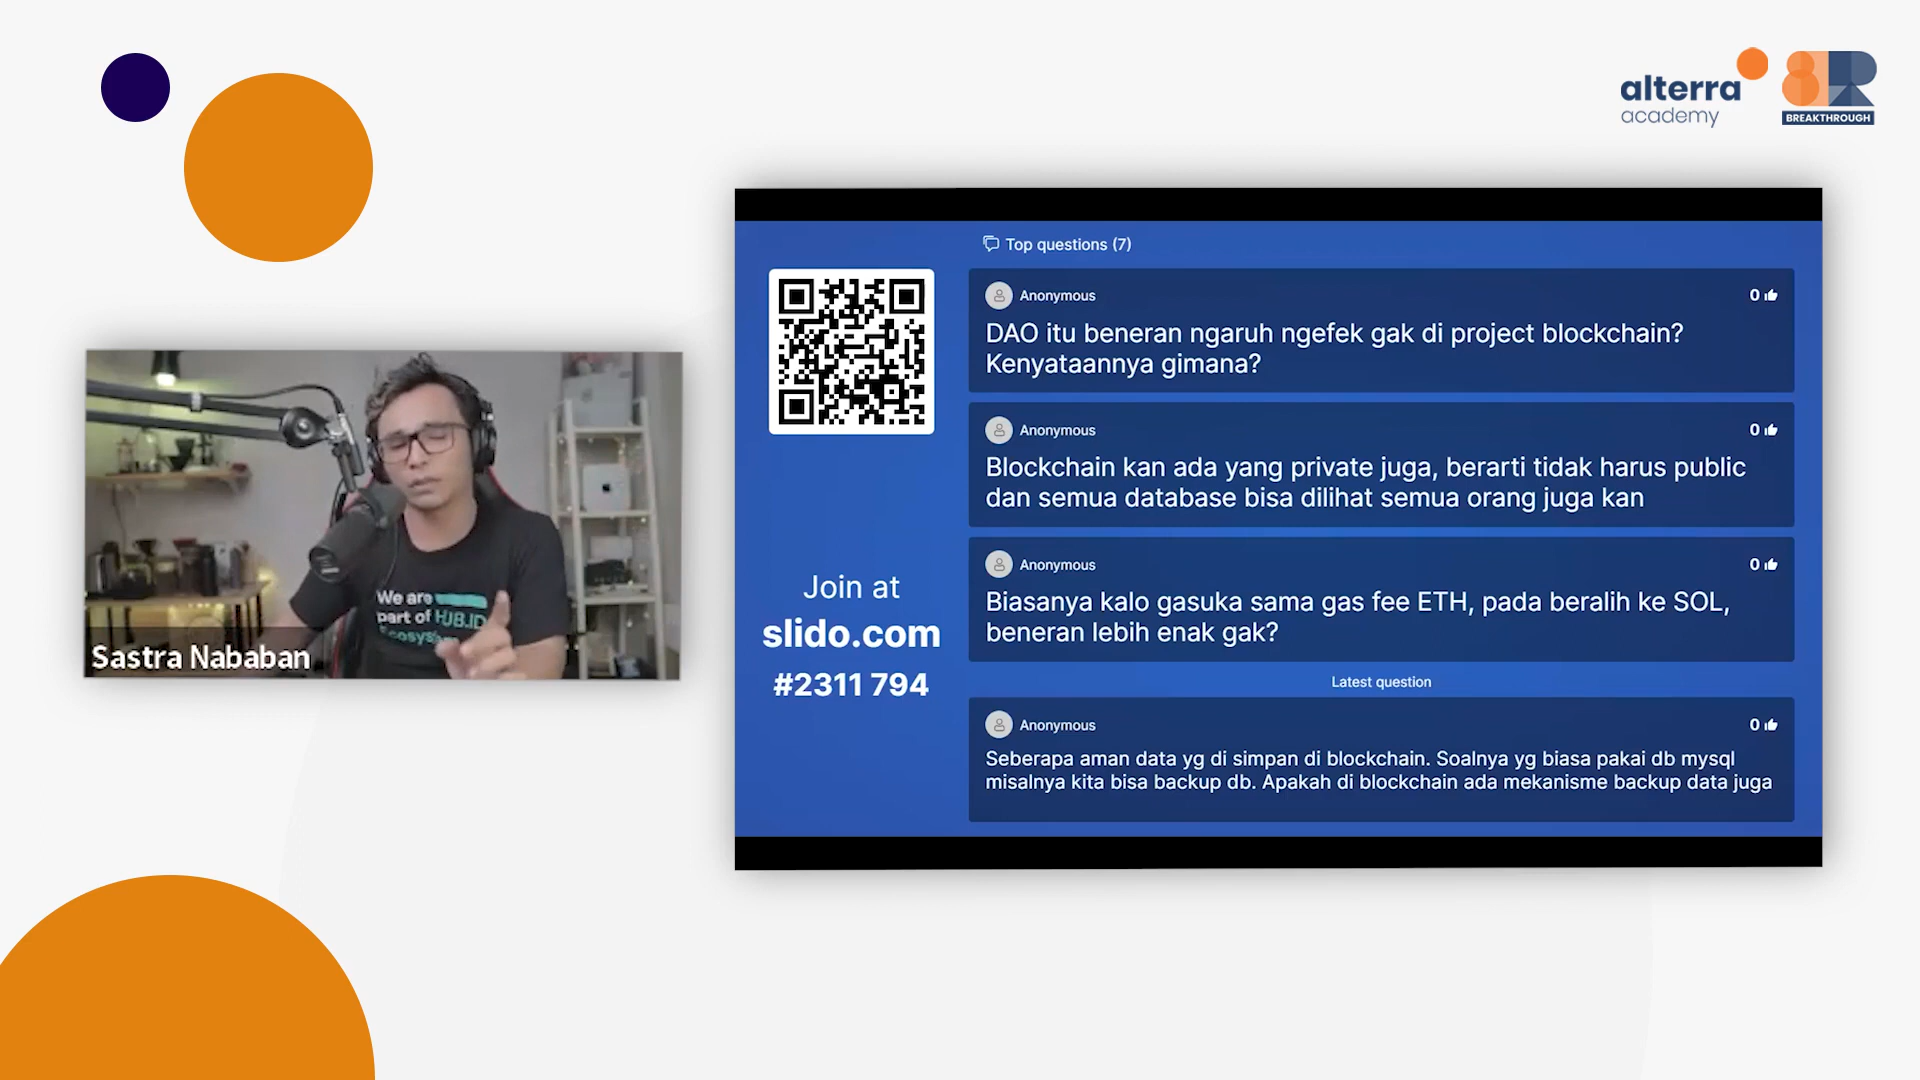 alterra
academy
BREAKTHROUGH
We are
part of HJB.ID
Sastra Nababan
Join at
slido.com
#2311 794
Top questions (7)
Anonymous
0
DAO itu beneran ngaruh ngefek gak di project blockchain?
Kenyataannya gimana?
Anonymous
0
Blockchain kan ada yang private juga, berarti tidak harus public
dan semua database bisa dilihat semua orang juga kan
Anonymous
0
Biasanya kalo gasuka sama gas fee ETH, pada beralih ke SOL,
beneran lebih enak gak?
Latest question
Anonymous
0
Seberapa aman data yg di simpan di blockchain. Soalnya yg biasa pakai db mysql
misalnya kita bisa backup db. Apakah di blockchain ada mekanisme backup data juga